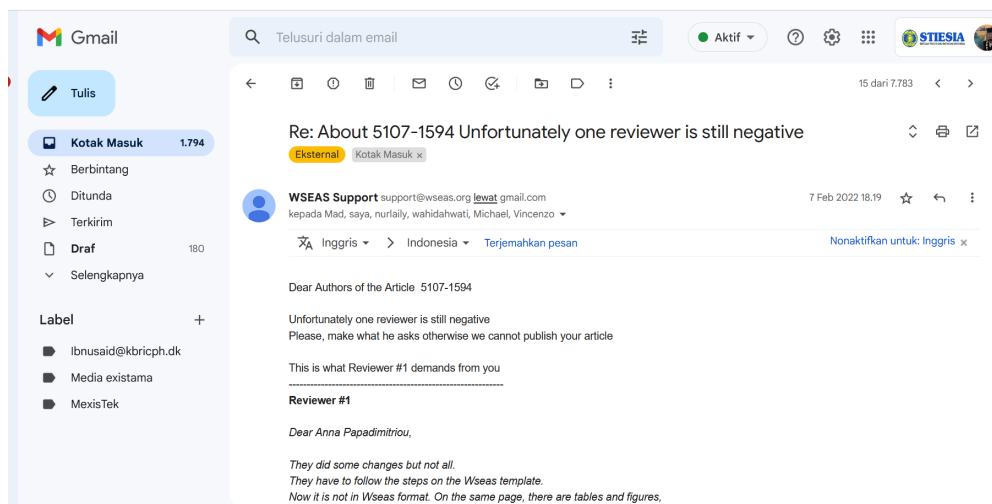 Gmail
Telusuri dalam email
Aktif
STIESIA
Tulis
15 dari 7.783
Kotak Masuk 1.794
Berbintang
Ditunda
Terkirim
Draf 180
Selengkapnya
Label
Ibnusaid@kbricph.dk
Media existama
MexisTek
Re: About 5107-1594 Unfortunately one reviewer is still negative
Eksternal Kotak Masuk x
WSEAS Support support@wseas.org lewat gmail.com 7 Feb 2022 18.19
kepada Mad, saya, nurlaily, wahidahwati, Michael, Vincenzo
Inggris > Indonesia Terjemahkan pesan Nonaktifkan untuk: Inggris x
Dear Authors of the Article 5107-1594
Unfortunately one reviewer is still negative
Please, make what he asks otherwise we cannot publish your article
This is what Reviewer #1 demands from you
------------------------------------------------------------
Reviewer #1
Dear Anna Papadimitriou,
They did some changes but not all.
They have to follow the steps on the Wseas template.
Now it is not in Wseas format. On the same page, there are tables and figures,